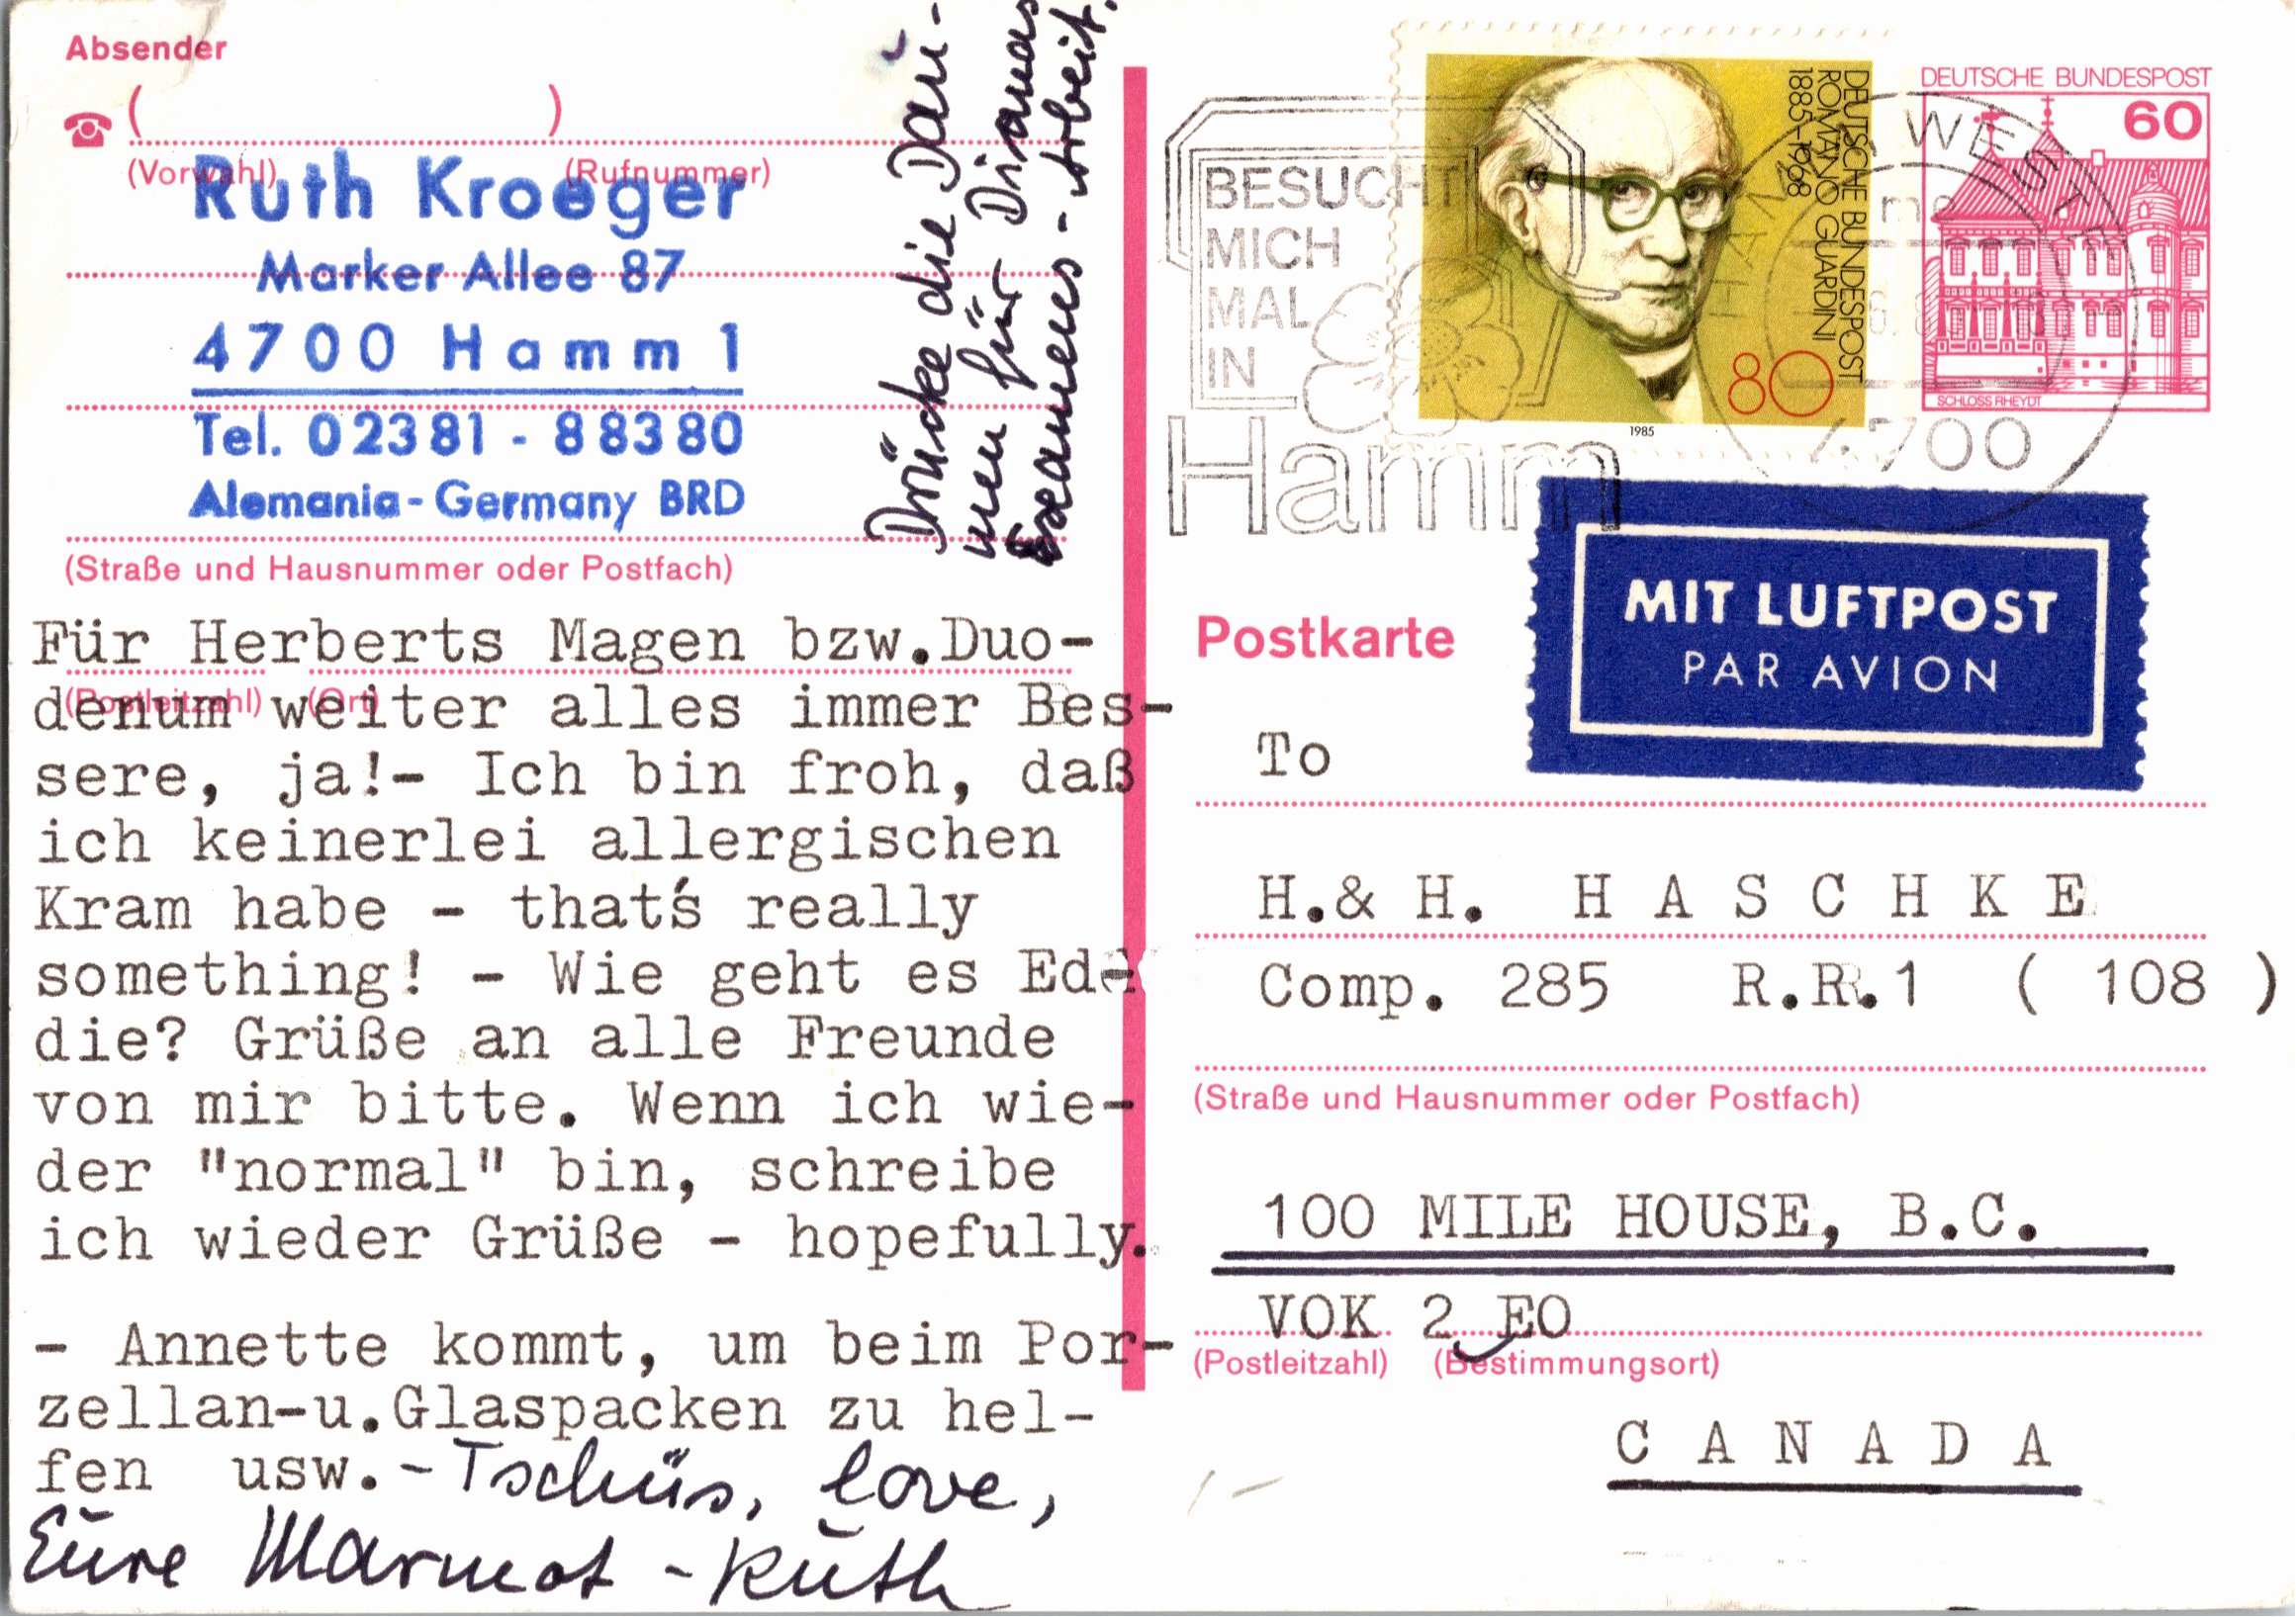 Absender
( )
(Vorwahl) (Rufnummer)
Ruth Kroeger
Marker Allee 87
4700 Hamm 1
Tel. 02381 - 88380
Alemania-Germany BRD
(Straße und Hausnummer oder Postfach)
(Postleitzahl) (Ort)
Drücke die Dau-
men für Dianas
Examens-Arbeit.
Für Herberts Magen bzw.Duo-
denum weiter alles immer Bes-
sere, ja!- Ich bin froh, daß
ich keinerlei allergischen
Kram habe - that´s really
something! - Wie geht es Ed-
die? Grüße an alle Freunde
von mir bitte. Wenn ich wie-
der "normal" bin, schreibe
ich wieder Grüße - hopefully.
- Annette kommt, um beim Por-
zellan-u.Glaspacken zu hel-
fen usw.-Tschüs, love,
Eure Marmot-Ruth
BESUCHT
MICH
MAL
IN
Hamm
DEUTSCHE BUNDESPOST
ROMANO GUARDINI
1885-1968
80
1985
DEUTSCHE BUNDESPOST
60
SCHLOSS RHEYDT
WESTF
4700
MIT LUFTPOST
PAR AVION
Postkarte
To
H.& H. HASCHKE
Comp. 285 R.R.1 ( 108 )
(Straße und Hausnummer oder Postfach)
100 MILE HOUSE, B.C.
VOK 2 EO
(Postleitzahl) (Bestimmungsort)
CANADA